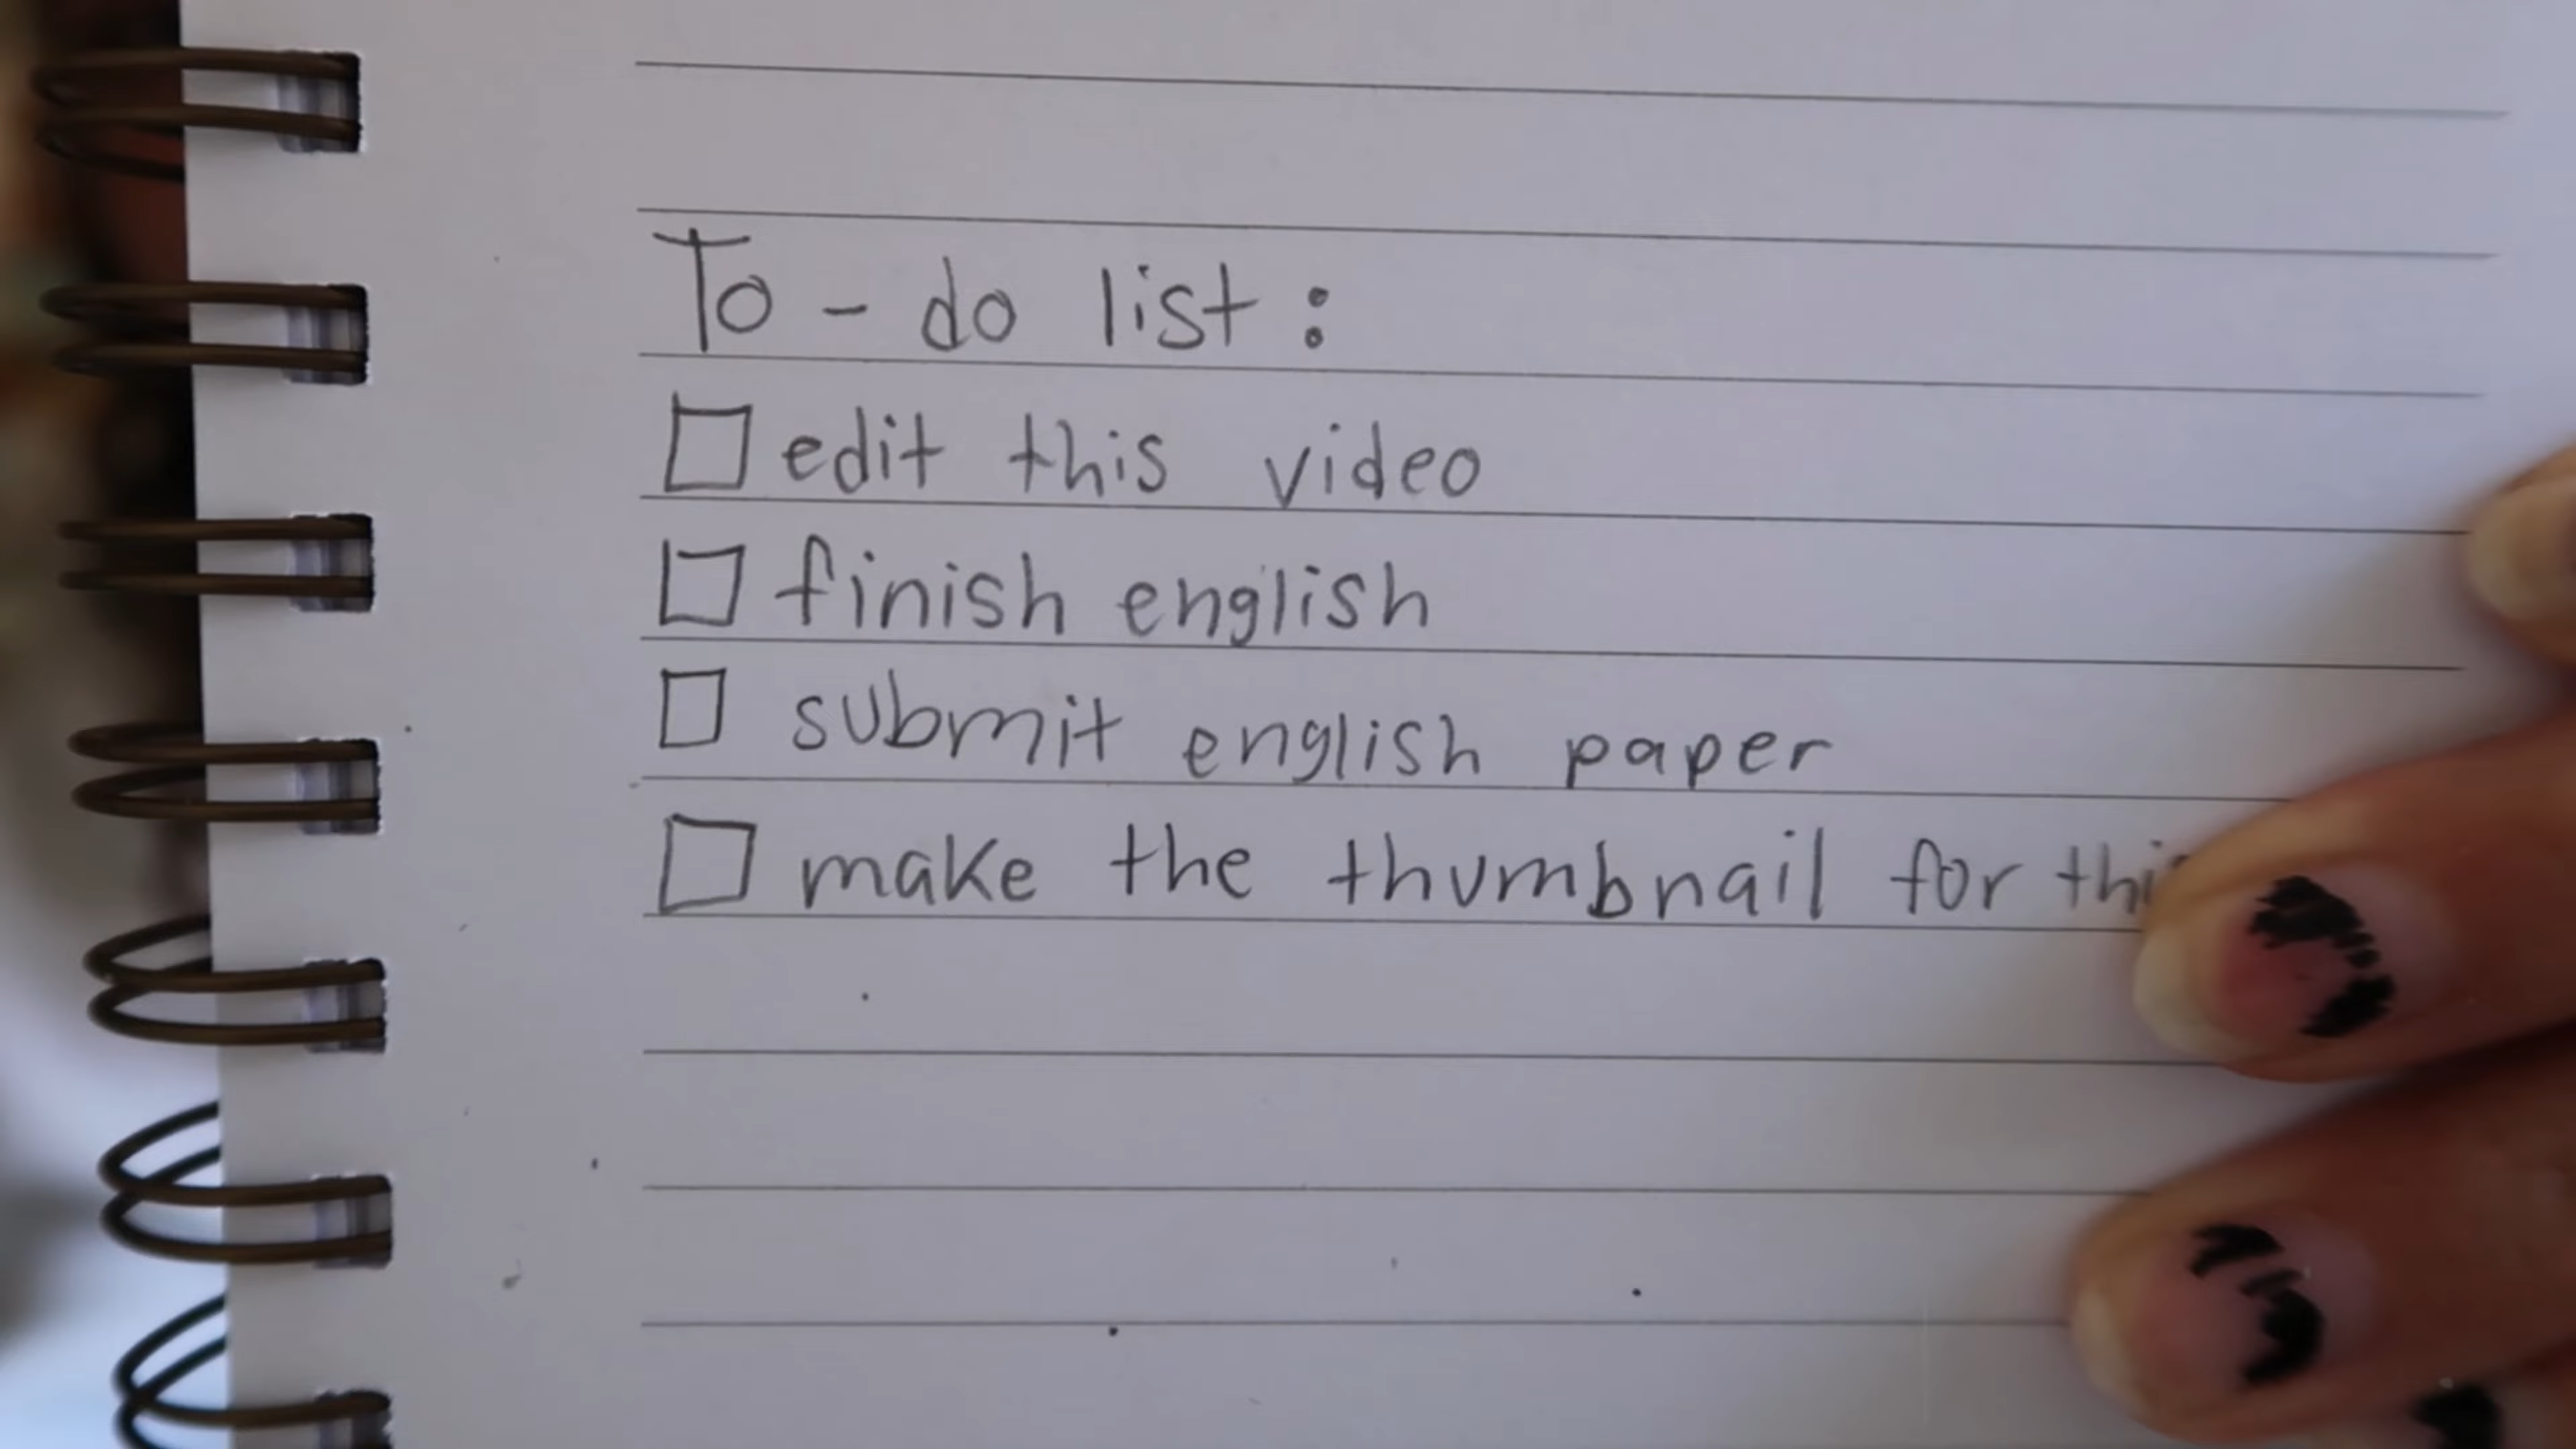 To - do list :
edit this video
finish english
submit english paper
make the thumbnail for